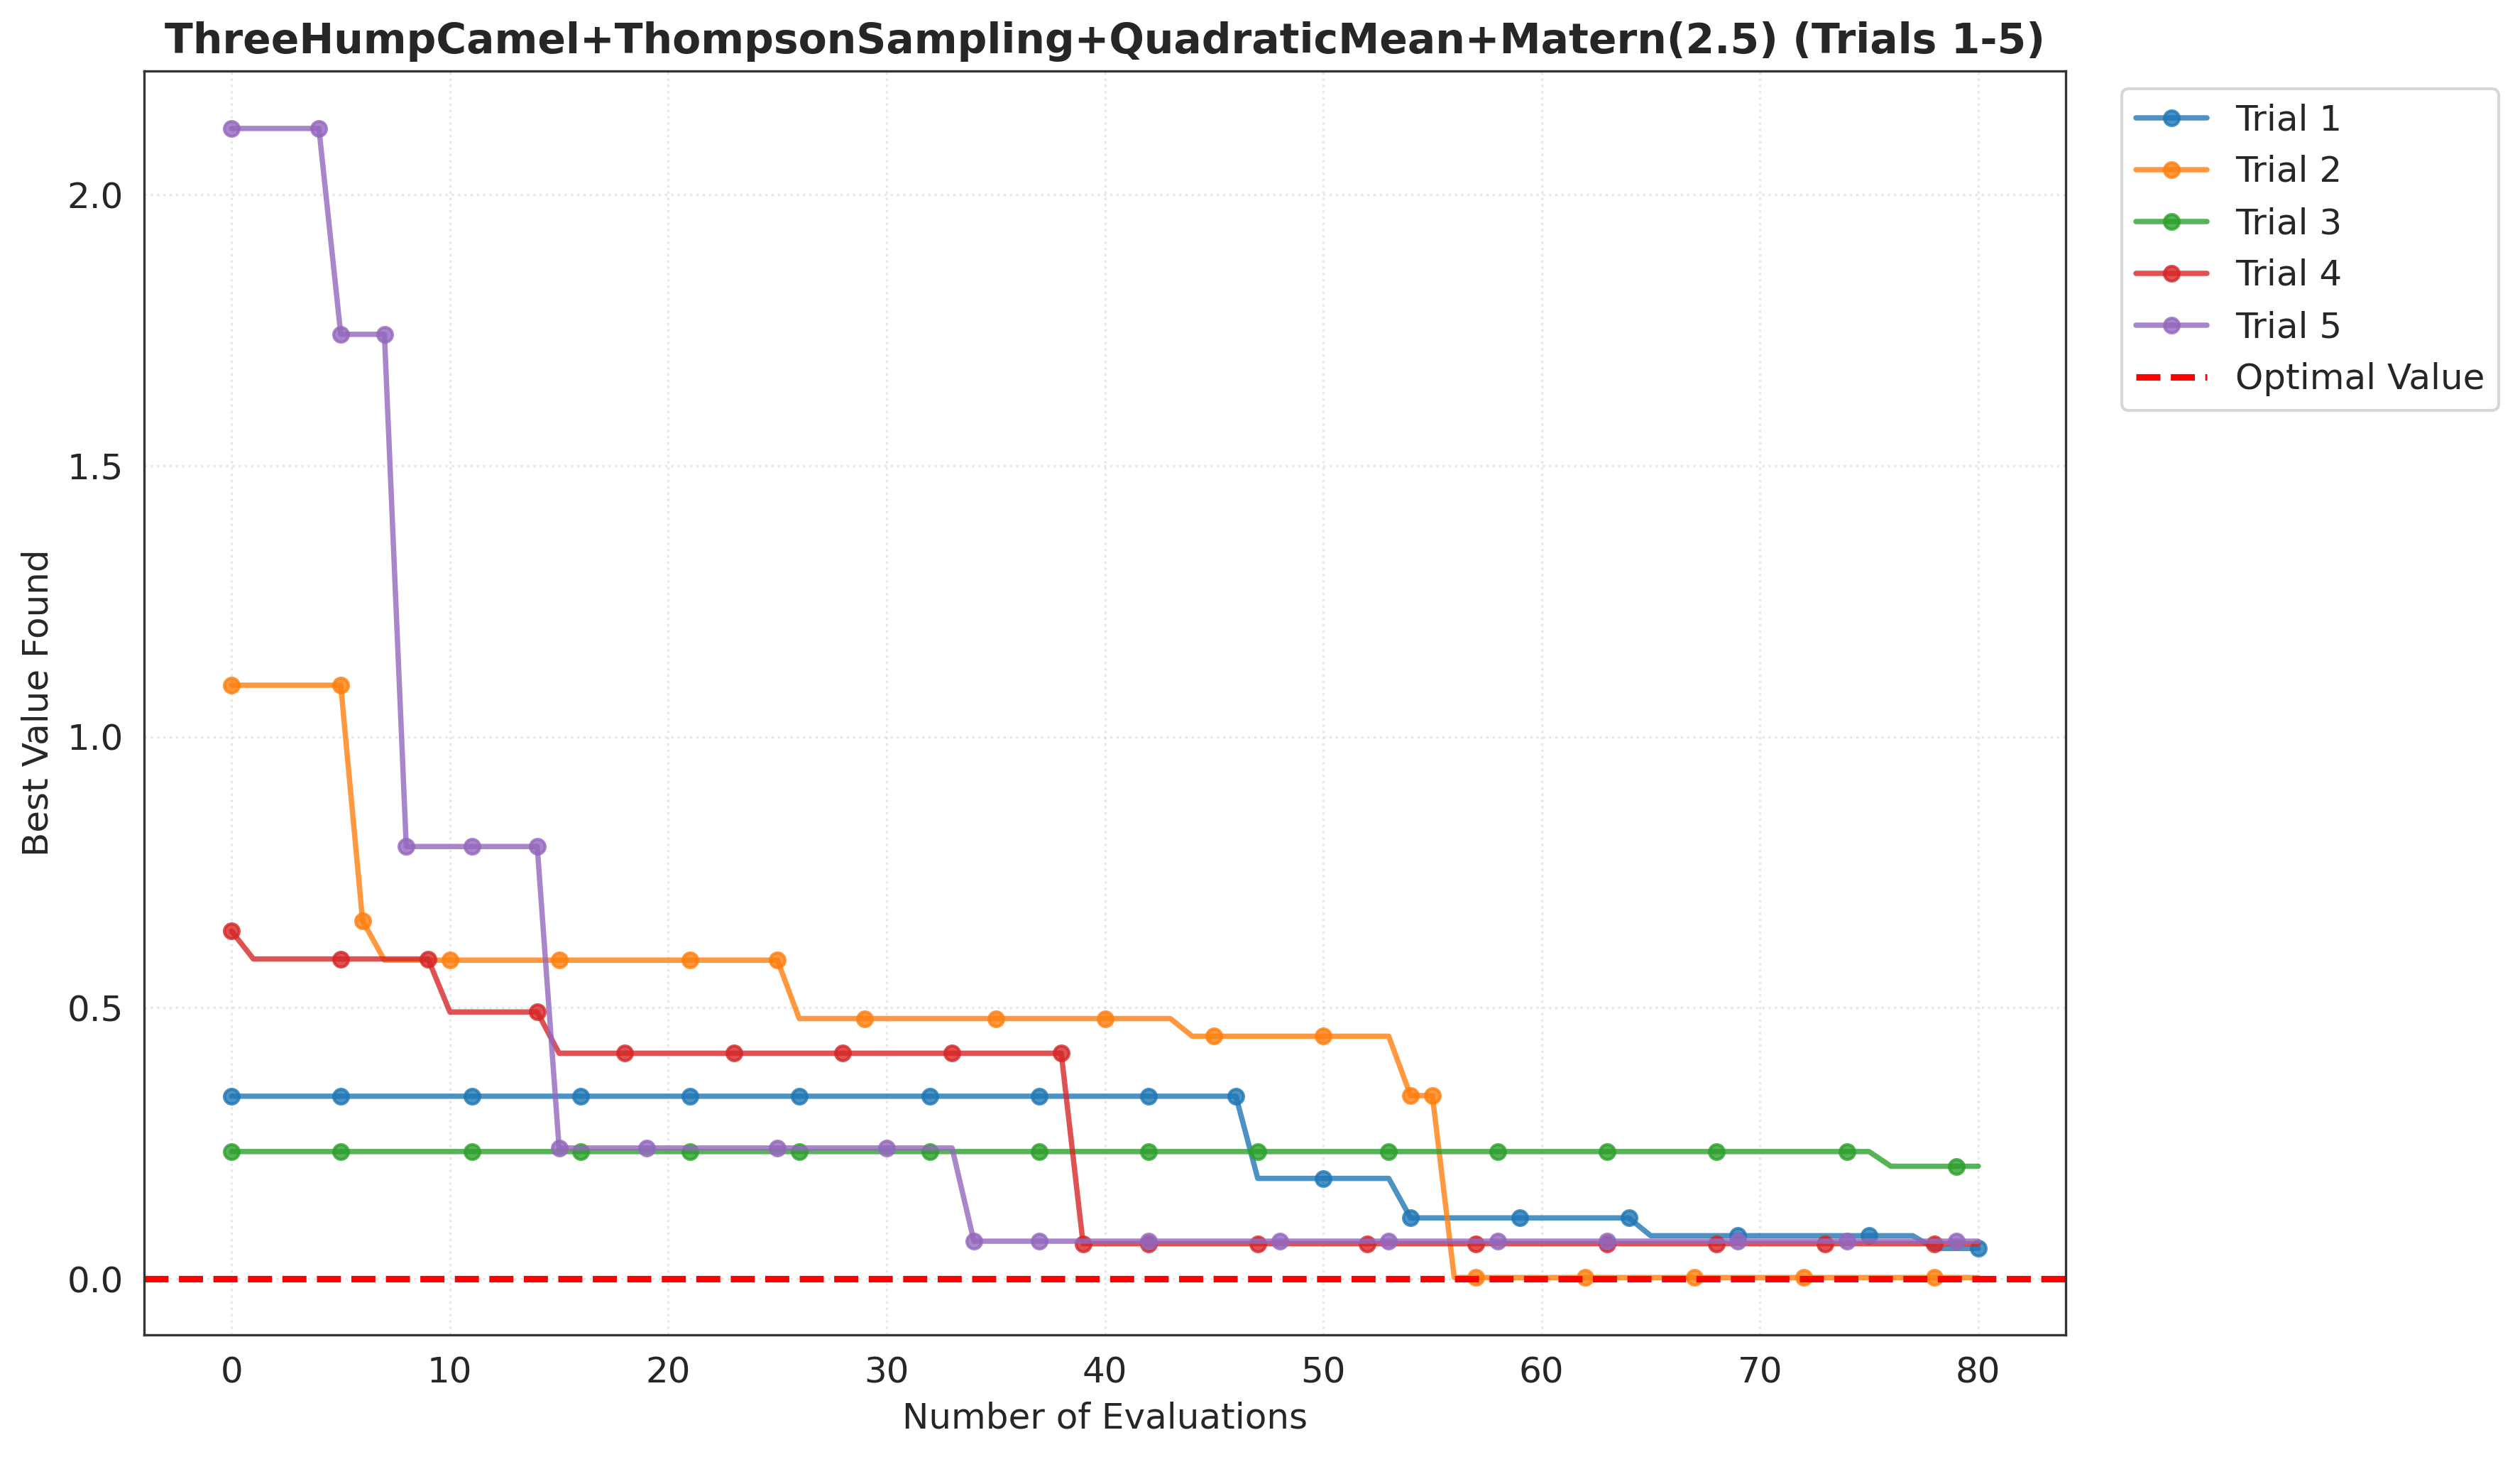 ThreeHumpCamel+ThompsonSampling+QuadraticMean+Matern(2.5) (Trials 1-5)
Trial 1
Trial 2
Trial 3
Trial 4
Trial 5
Optimal Value
Best Value Found
2.0
1.5
1.0
0.5
0.0
0 10 20 30 40 50 60 70 80
Number of Evaluations